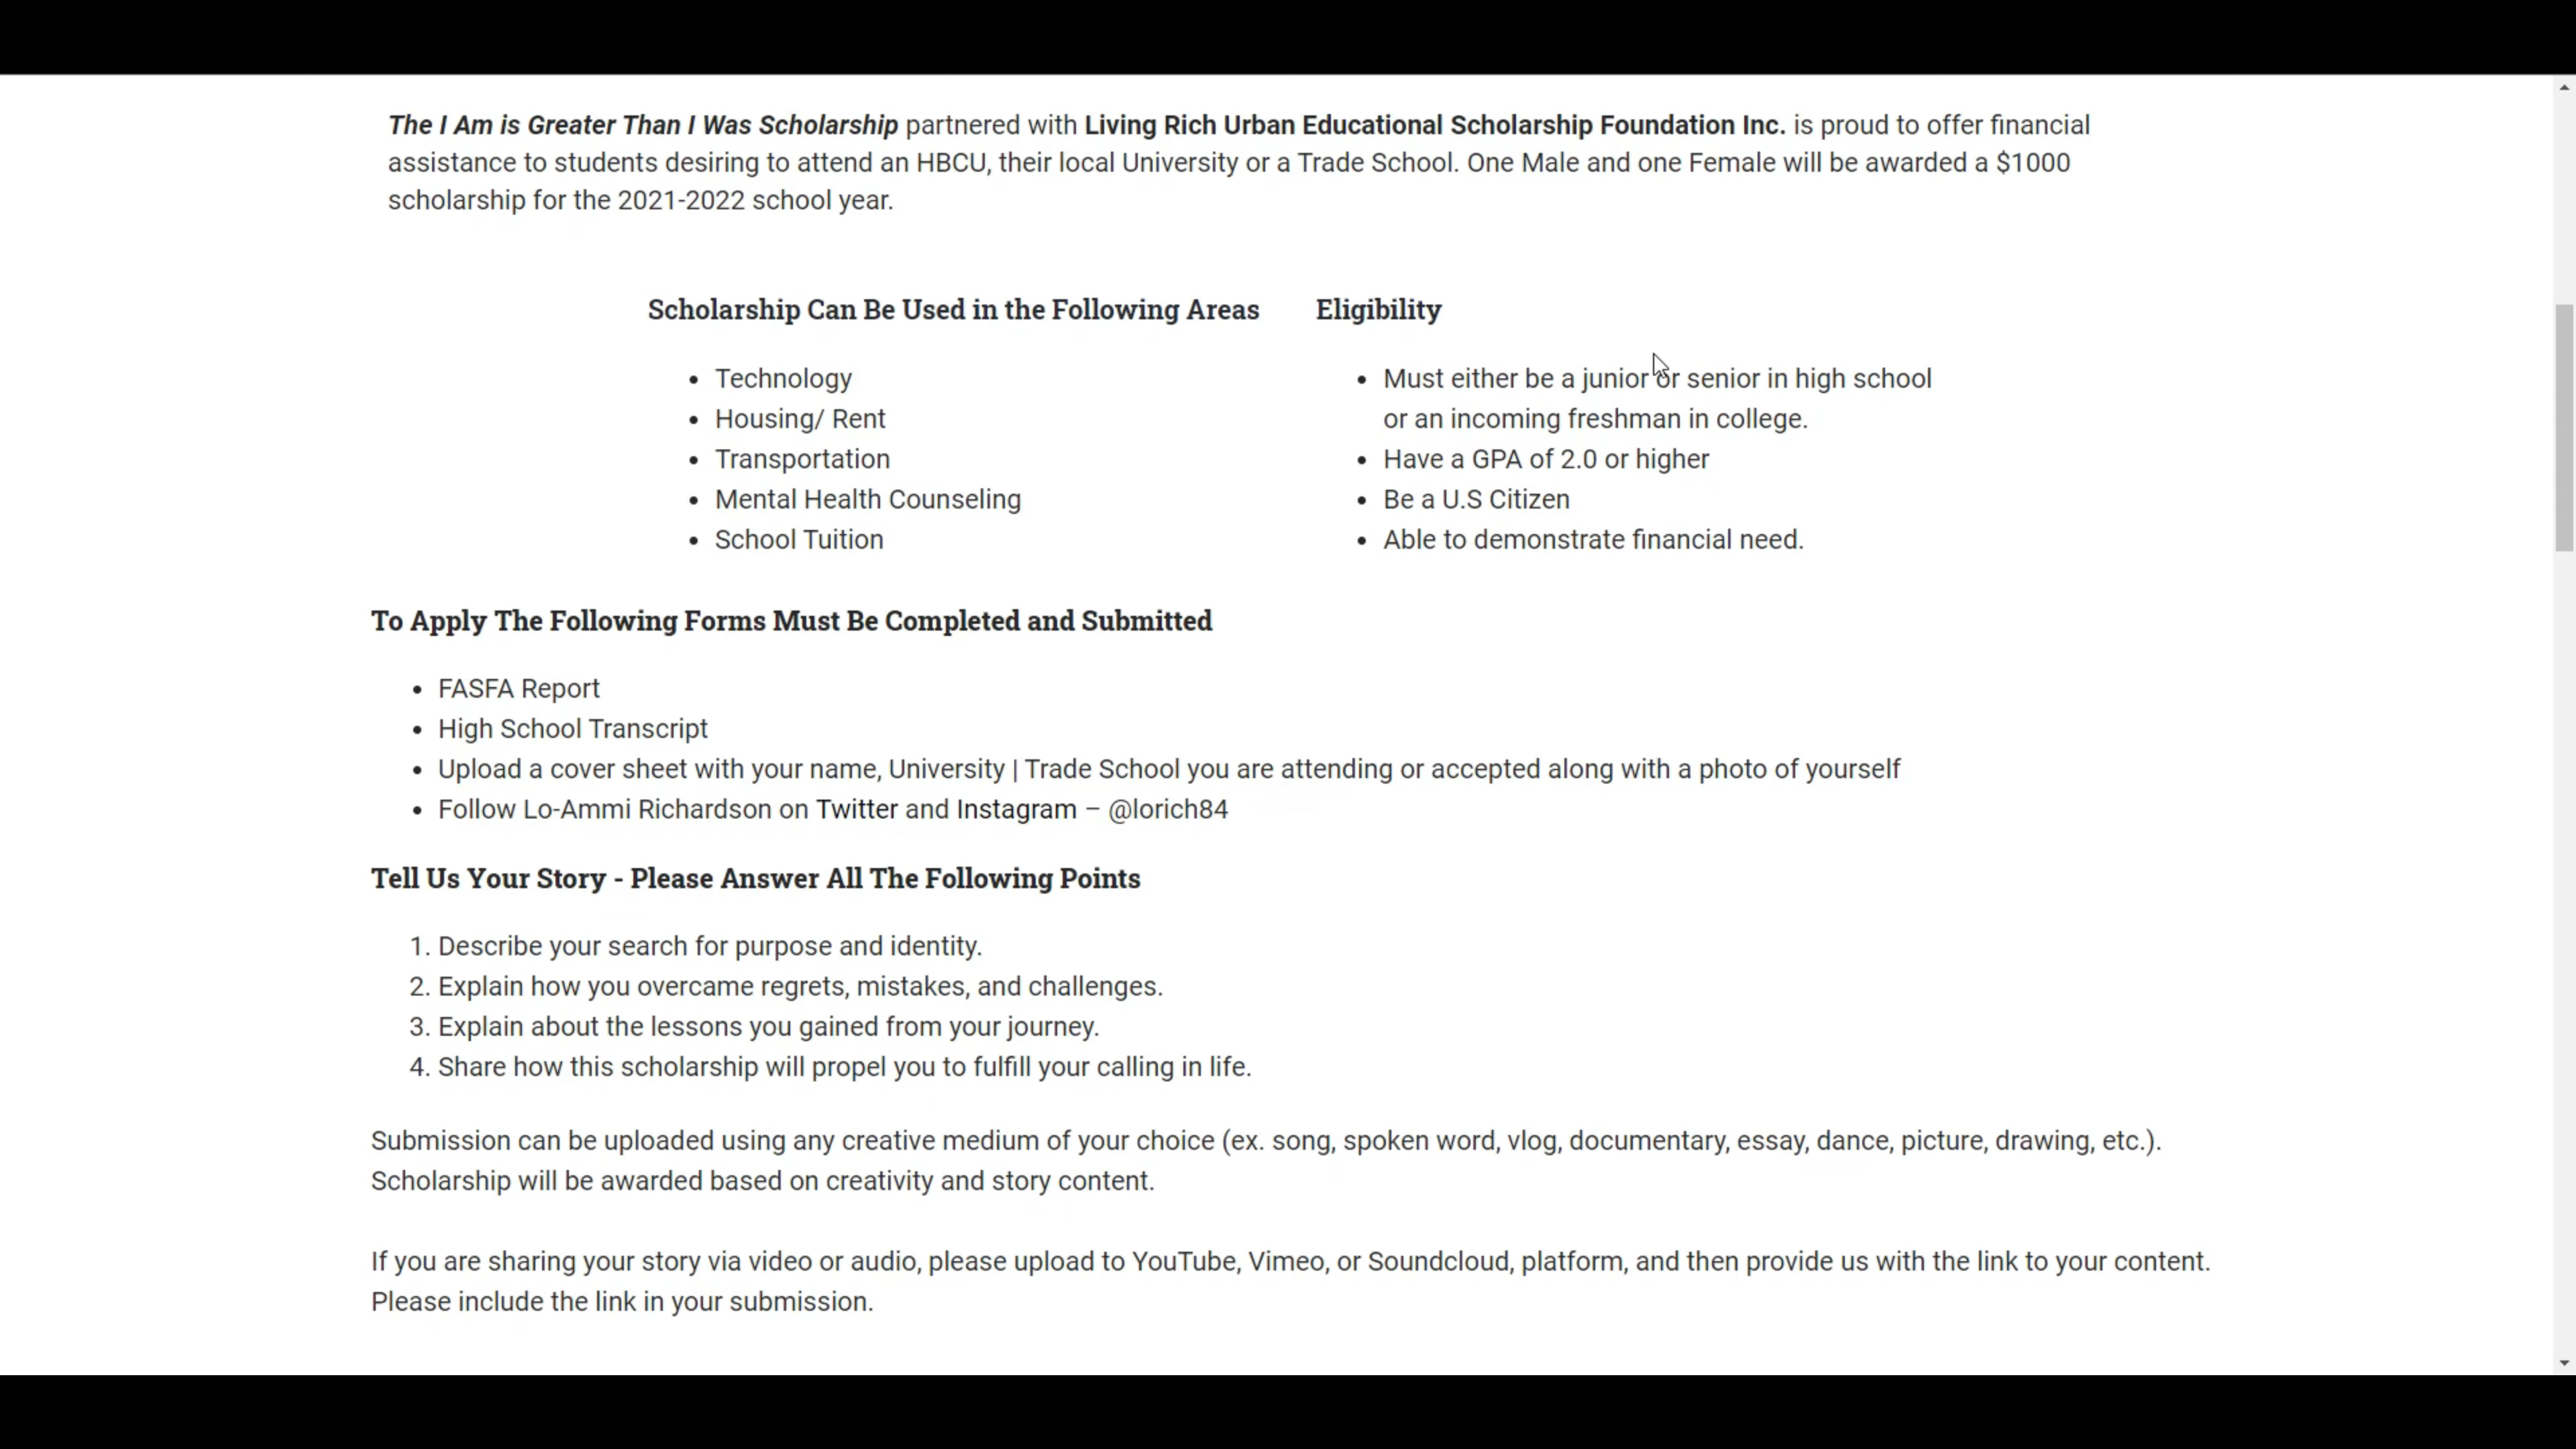 The I Am is Greater Than I Was Scholarship partnered with Living Rich Urban Educational Scholarship Foundation Inc. is proud to offer financial
assistance to students desiring to attend an HBCU, their local University or a Trade School. One Male and one Female will be awarded a $1000
scholarship for the 2021-2022 school year.
Scholarship Can Be Used in the Following Areas
• Technology
• Housing/ Rent
• Transportation
• Mental Health Counseling
• School Tuition
Eligibility
• Must either be a junior or senior in high school
or an incoming freshman in college.
• Have a GPA of 2.0 or higher
• Be a U.S Citizen
• Able to demonstrate financial need.
To Apply The Following Forms Must Be Completed and Submitted
• FASFA Report
• High School Transcript
• Upload a cover sheet with your name, University | Trade School you are attending or accepted along with a photo of yourself
• Follow Lo-Ammi Richardson on Twitter and Instagram – @lorich84
Tell Us Your Story - Please Answer All The Following Points
1. Describe your search for purpose and identity.
2. Explain how you overcame regrets, mistakes, and challenges.
3. Explain about the lessons you gained from your journey.
4. Share how this scholarship will propel you to fulfill your calling in life.
Submission can be uploaded using any creative medium of your choice (ex. song, spoken word, vlog, documentary, essay, dance, picture, drawing, etc.).
Scholarship will be awarded based on creativity and story content.
If you are sharing your story via video or audio, please upload to YouTube, Vimeo, or Soundcloud, platform, and then provide us with the link to your content.
Please include the link in your submission.